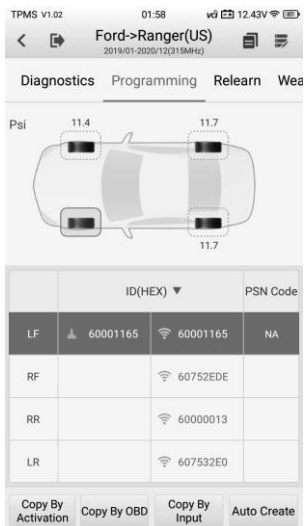 TPMS V1.02 01:58 12.43V
Ford->Ranger(US)
2019/01-2020/12(315MHz)
Diagnostics Programming Relearn Wea
Psi 11.4 11.7
11.7
ID(HEX) ▼ PSN Code
LF 60001165 60001165 NA
RF 60752EDE
RR 60000013
LR 607532E0
Copy By Activation
Copy By OBD
Copy By Input
Auto Create